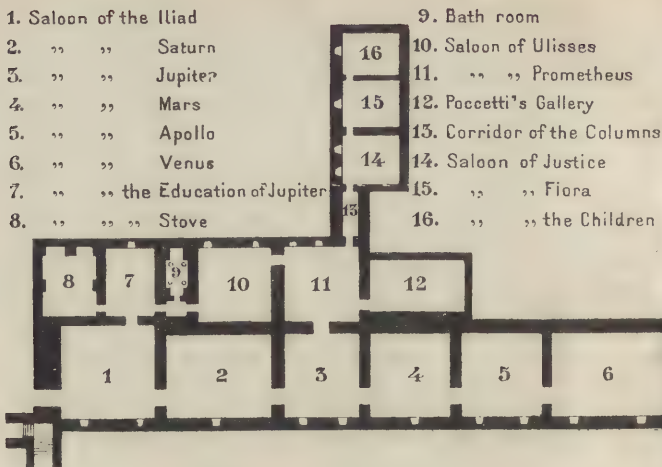 1. Saloon of the Iliad
2. ,, ,, Saturn
3. ,, ,, Jupiter
4. ,, ,, Mars
5. ,, ,, Apollo
6. ,, ,, Venus
7. ,, ,, the Education of Jupiter
8. ,, ,, ,, Stove
9. Bath room
10. Saloon of Ulisses
11. ,, ,, Prometheus
12. Poccetti's Gallery
13. Corridor of the Columns
14. Saloon of Justice
15. ,, ,, Fiora
16. ,, ,, the Children
16
15
14
13
8 7 9 10 11 12
1 2 3 4 5 6